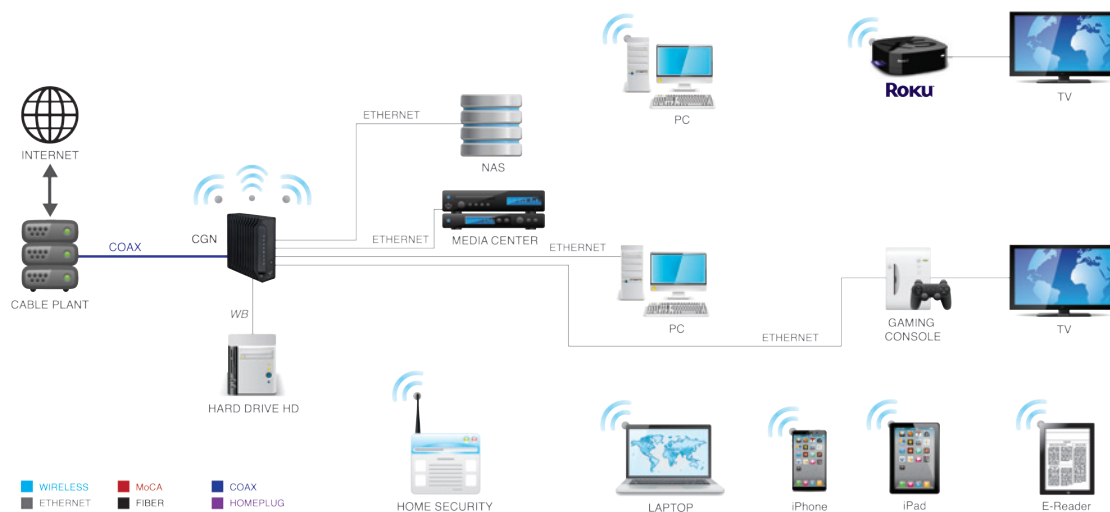 INTERNET
CABLE PLANT
COAX
CGN
WB
HARD DRIVE HD
ETHERNET
NAS
ETHERNET
MEDIA CENTER
ETHERNET
PC
ROKU
TV
PC
ETHERNET
GAMING
CONSOLE
TV
HOME SECURITY
LAPTOP
iPhone
iPad
E-Reader
WIRELESS
MoCA
COAX
ETHERNET
FIBER
HOMEPLUG